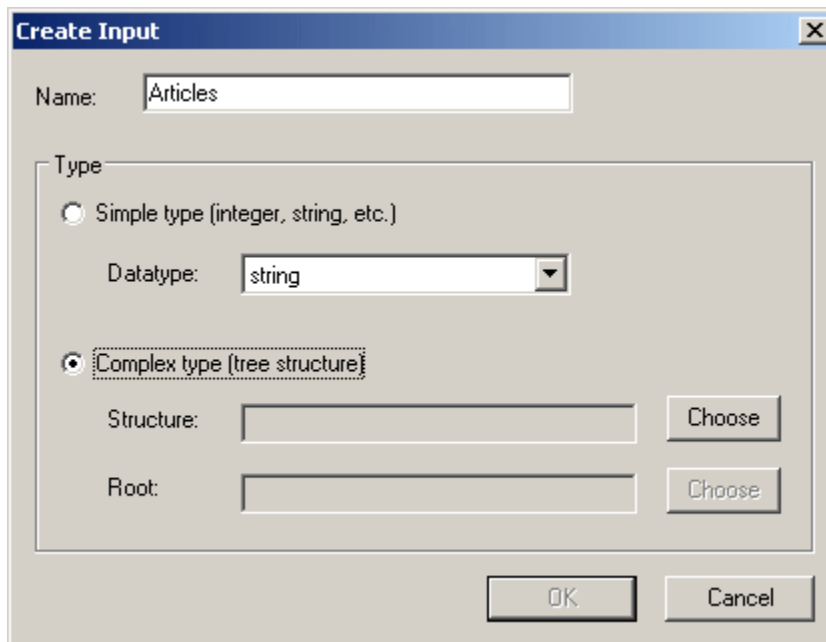 Create Input
Name: Articles
Type
Simple type (integer, string, etc.)
Datatype: string
Complex type (tree structure)
Structure: Choose
Root: Choose
OK Cancel